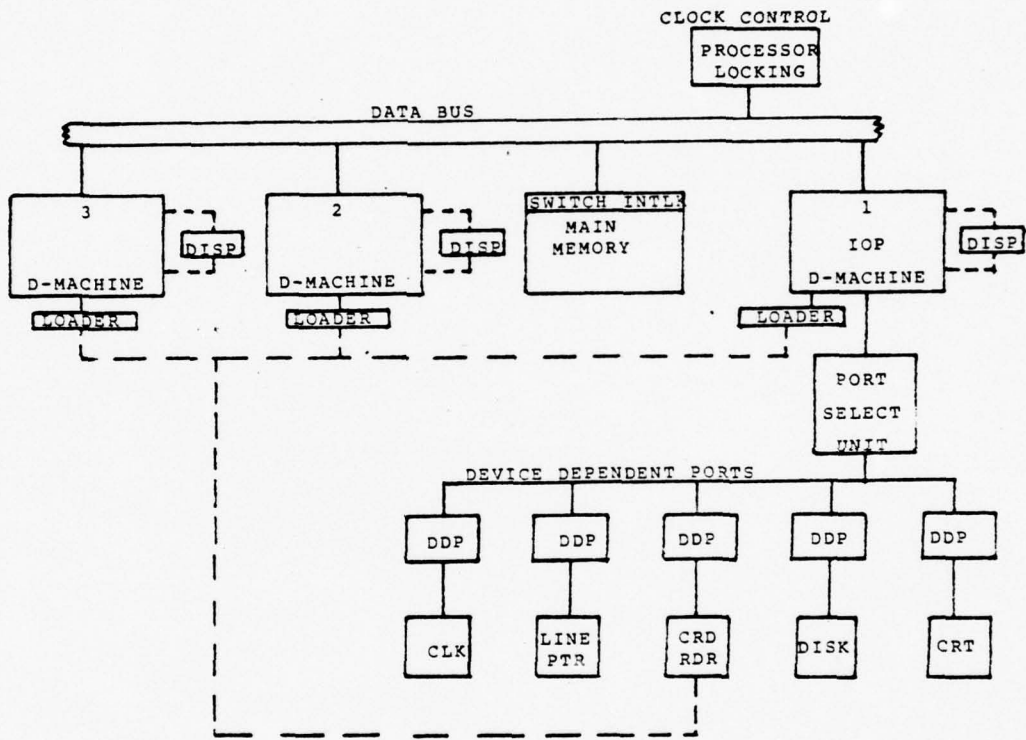 CLOCK CONTROL
PROCESSOR
LOCKING
DATA BUS
3
D-MACHINE
DISP
LOADER
2
D-MACHINE
DISP
LOADER
SWITCH INTLK
MAIN
MEMORY
1
IOP
D-MACHINE
DISP
LOADER
PORT
SELECT
UNIT
DEVICE DEPENDENT PORTS
DDP
DDP
DDP
DDP
DDP
CLK
LINE
PTR
CRD
RDR
DISK
CRT